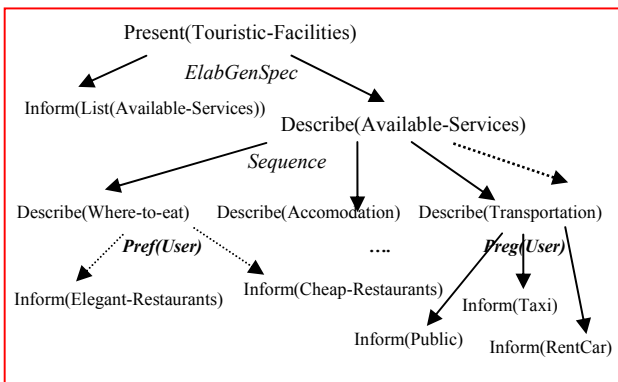 Present(Touristic-Facilities)
ElabGenSpec
Inform(List(Available-Services))
Describe(Available-Services)
Sequence
Describe(Where-to-eat) Describe(Accomodation) Describe(Transportation)
Pref(User) .... Preg(User)
Inform(Elegant-Restaurants) Inform(Cheap-Restaurants)
Inform(Taxi)
Inform(Public)
Inform(RentCar)